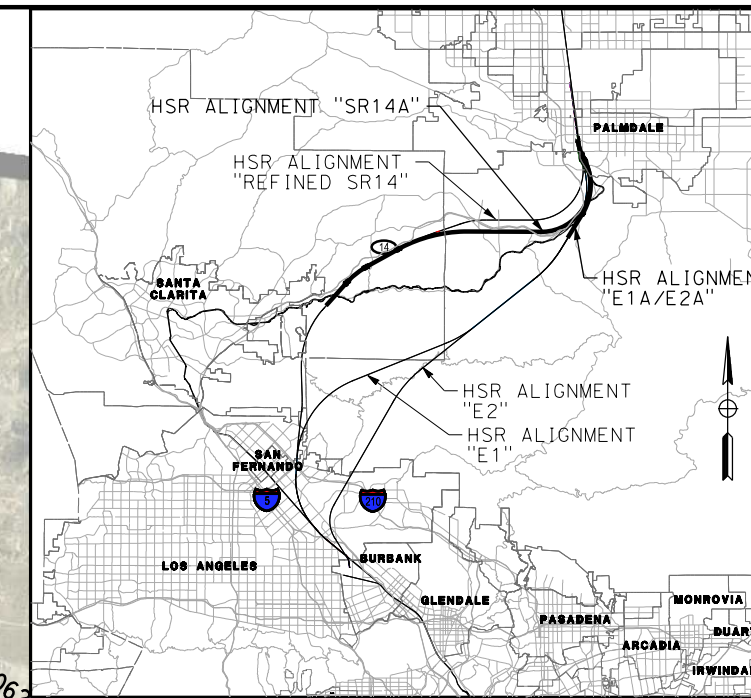 HSR ALIGNMENT "SR14A"
PALMDALE
HSR ALIGNMENT
"REFINED SR14"
14
SANTA
CLARITA
HSR ALIGNMEN
"E1A/E2A"
HSR ALIGNMENT
"E2"
HSR ALIGNMENT
"E1"
SAN
FERNANDO
5
210
LOS ANGELES
BURBANK
GLENDALE
PASADENA
MONROVIA
DUAR
ARCADIA
IRWINDA